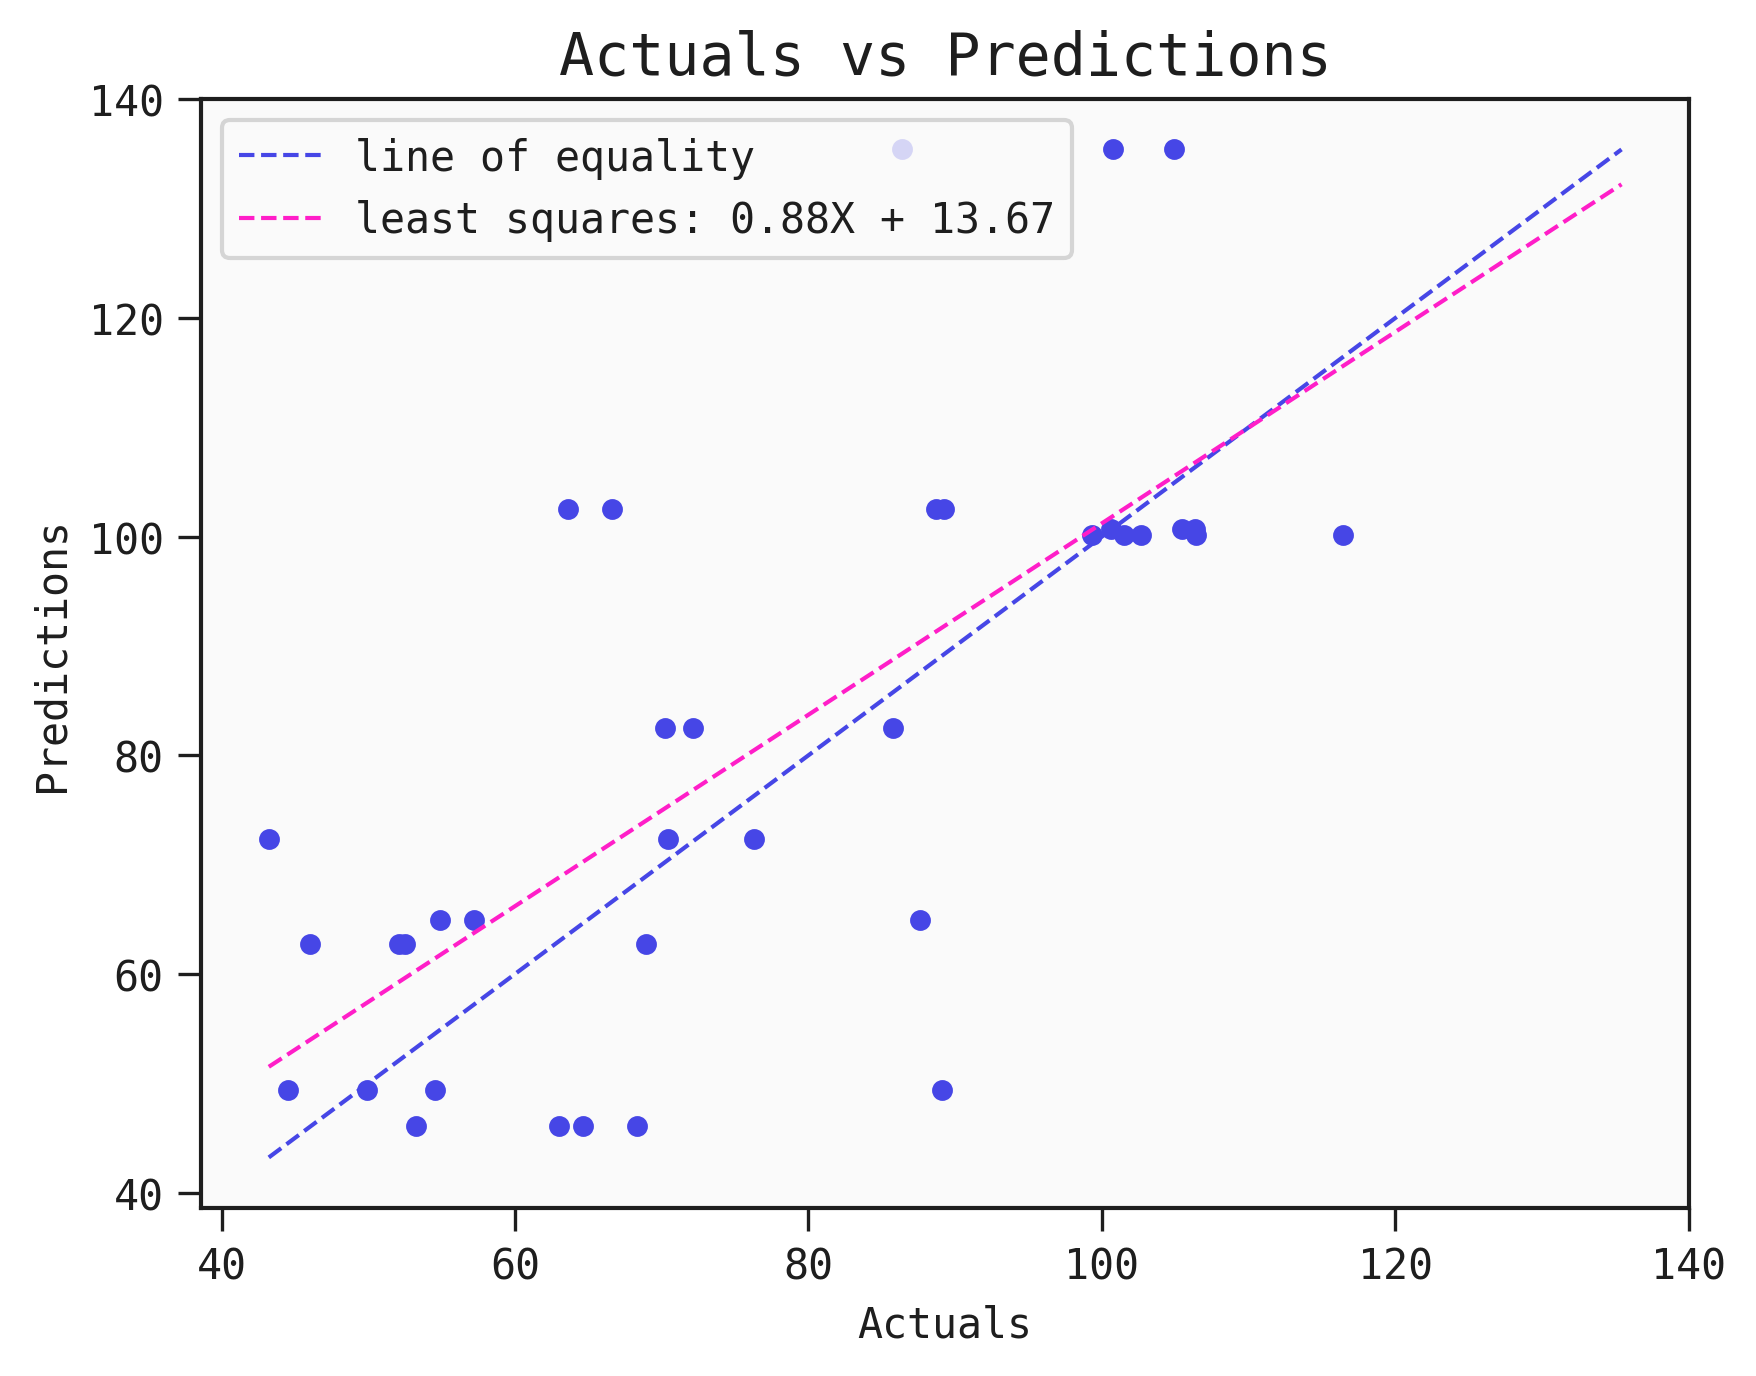 Actuals vs Predictions
140
line of equality
least squares: 0.88X + 13.67
120
100
80
60
40
Predictions
40 60 80 100 120 140
Actuals